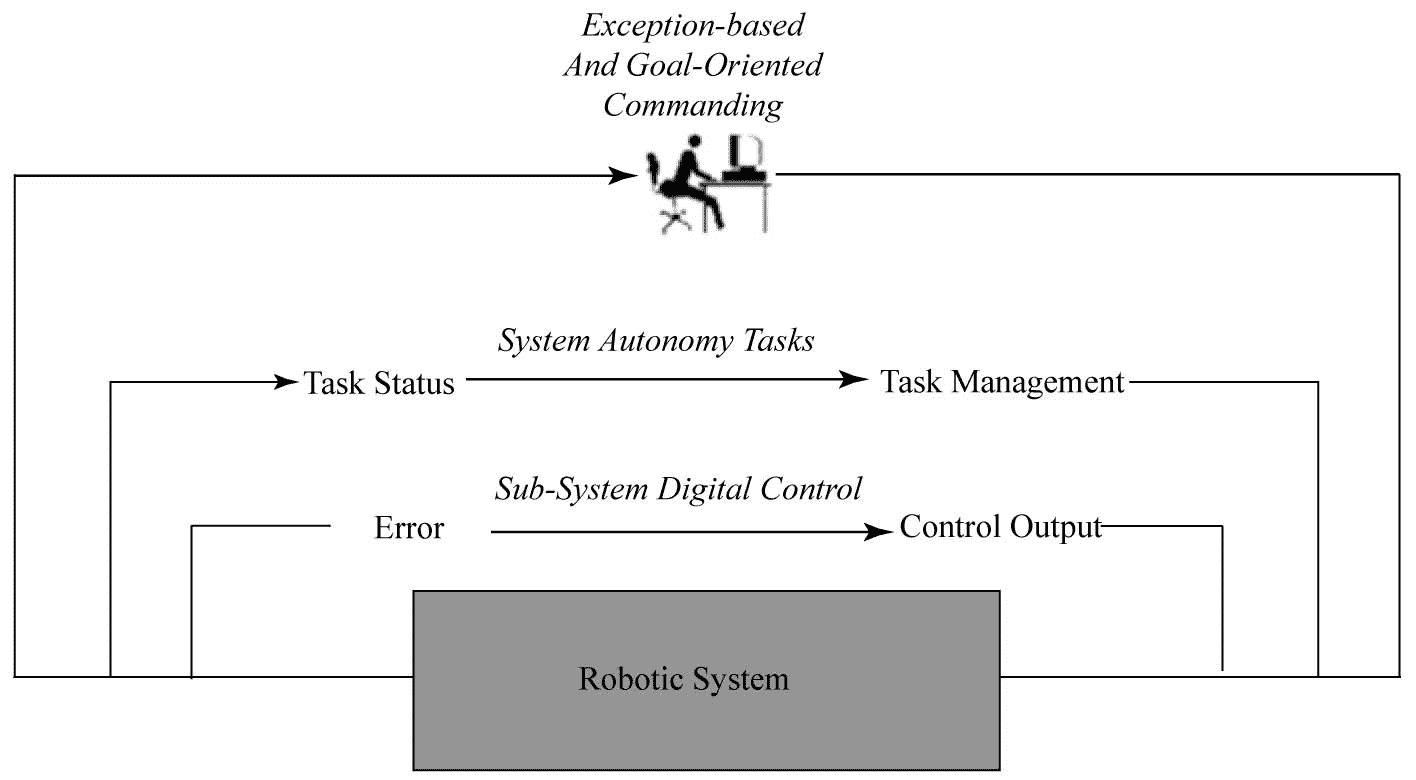 Exception-based
And Goal-Oriented
Commanding
System Autonomy Tasks
Task Status
Task Management
Sub-System Digital Control
Error
Control Output
Robotic System